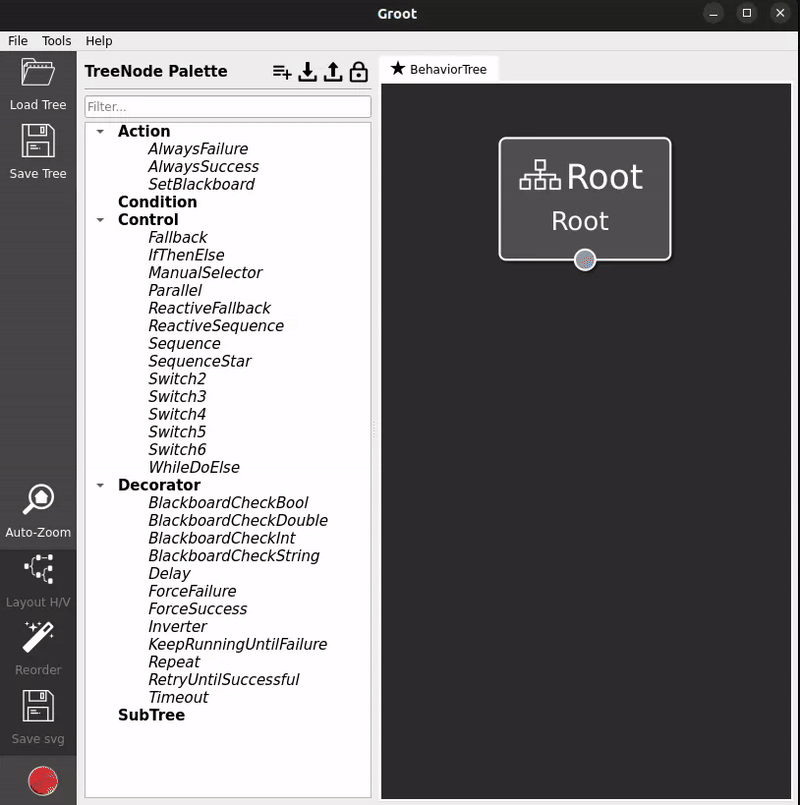 Groot
File Tools Help
Load Tree
Save Tree
Auto-Zoom
Layout H/V
Reorder
Save svg
TreeNode Palette
Filter...
Action
AlwaysFailure
AlwaysSuccess
SetBlackboard
Condition
Control
Fallback
IfThenElse
ManualSelector
Parallel
ReactiveFallback
ReactiveSequence
Sequence
SequenceStar
Switch2
Switch3
Switch4
Switch5
Switch6
WhileDoElse
Decorator
BlackboardCheckBool
BlackboardCheckDouble
BlackboardCheckInt
BlackboardCheckString
Delay
ForceFailure
ForceSuccess
Inverter
KeepRunningUntilFailure
Repeat
RetryUntilSuccessful
Timeout
SubTree
BehaviorTree
Root
Root